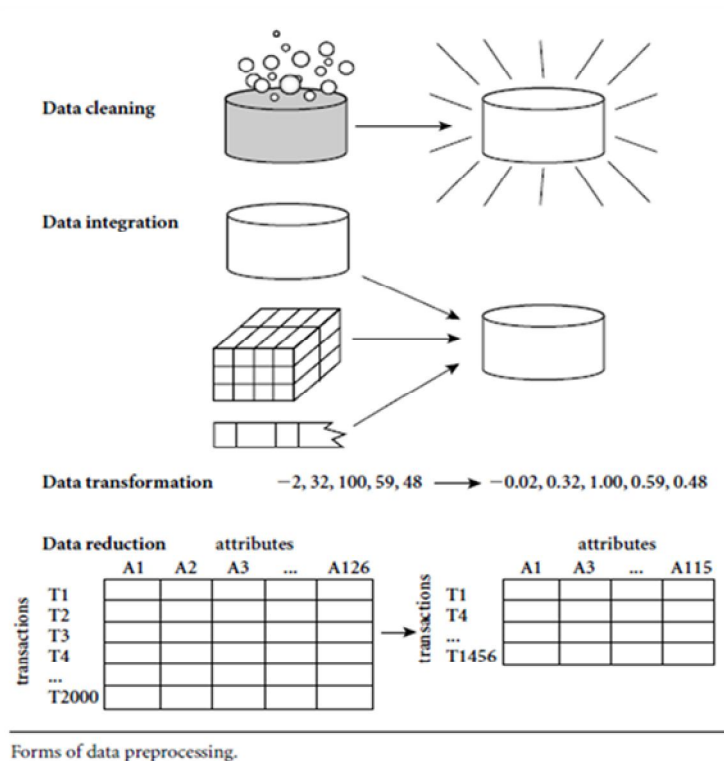 Data cleaning
Data integration
Data transformation −2, 32, 100, 59, 48 −0.02, 0.32, 1.00, 0.59, 0.48
Data reduction attributes
A1 A2 A3 ... A126
transactions
T1
T2
T3
T4
...
T2000
attributes
A1 A3 ... A115
transactions
T1
T4
...
T1456
Forms of data preprocessing.